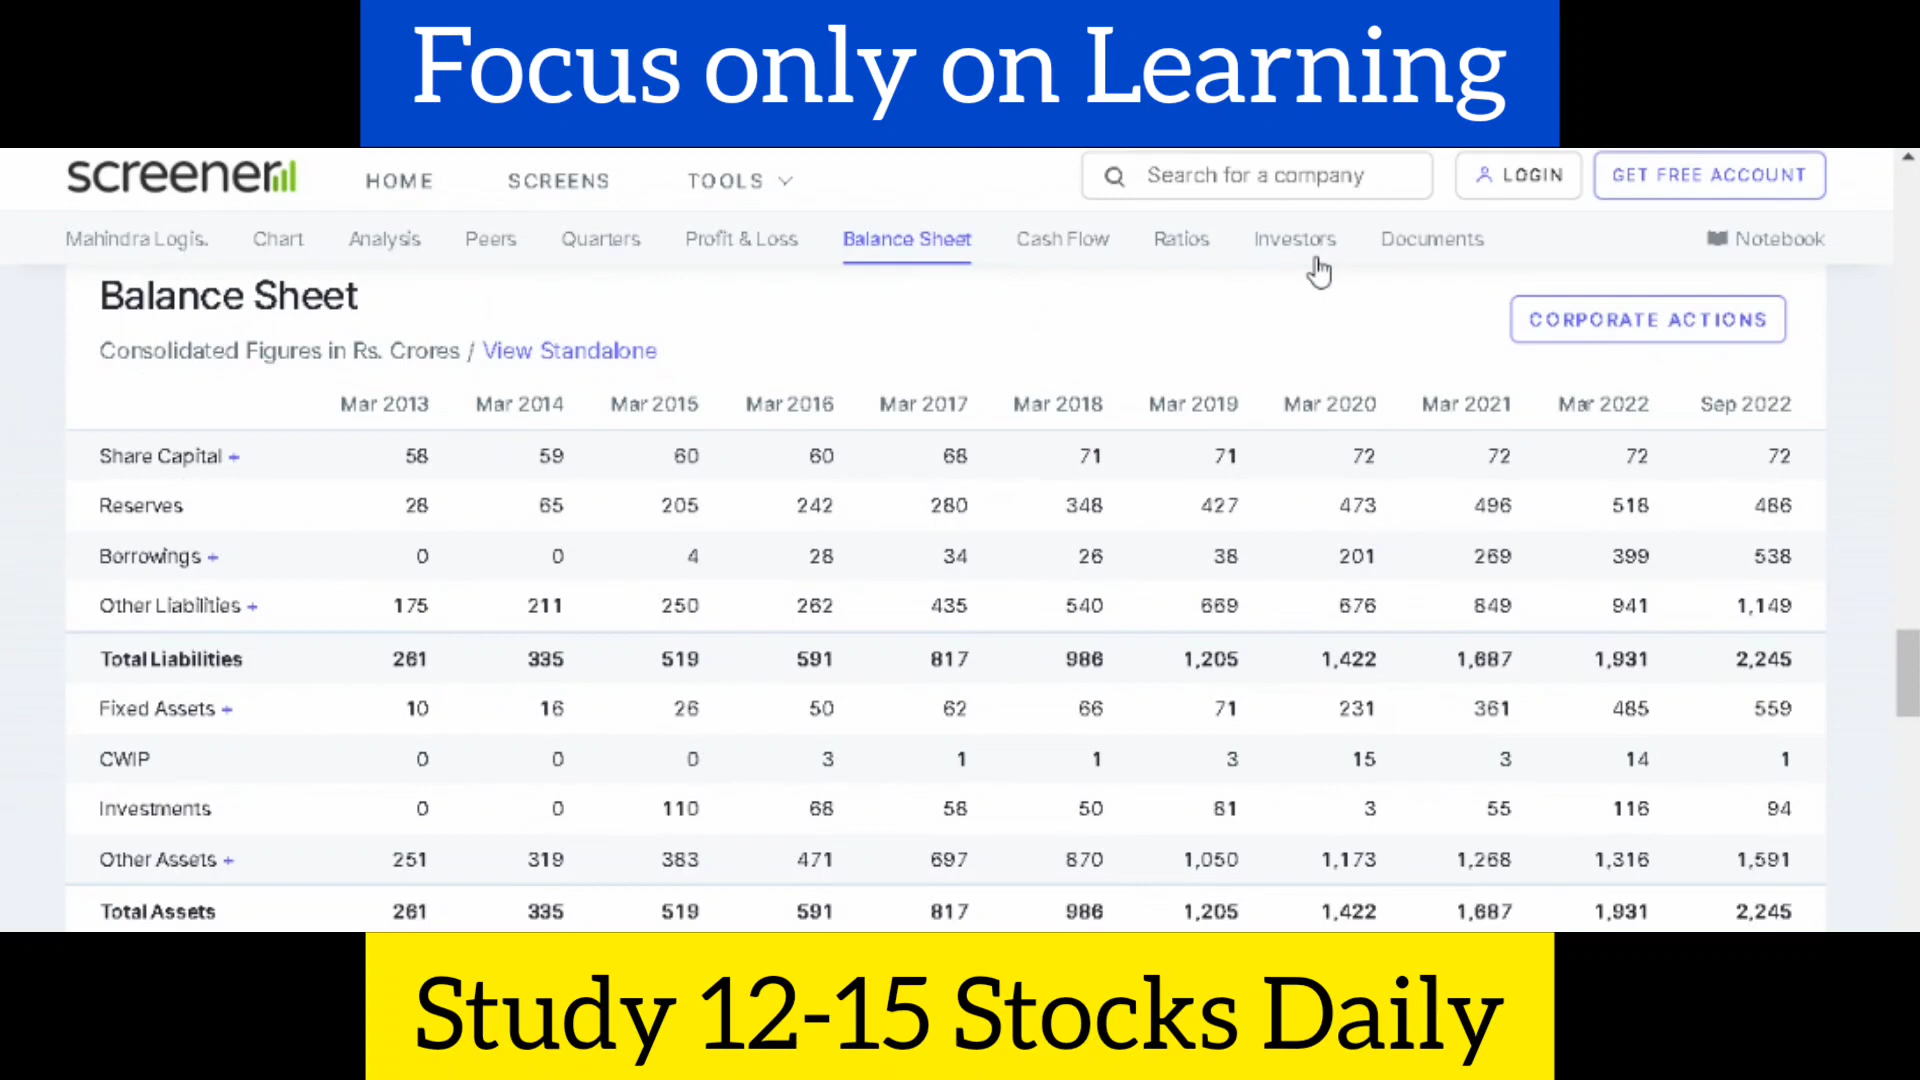 Focus only on Learning
screener
HOME SCREENS TOOLS
Search for a company
LOGIN
GET FREE ACCOUNT
Mahindra Logis. Chart Analysis Peers Quarters Profit & Loss Balance Sheet Cash Flow Ratios Investors Documents Notebook
Balance Sheet
CORPORATE ACTIONS
Consolidated Figures in Rs. Crores / View Standalone
Mar 2013 Mar 2014 Mar 2015 Mar 2016 Mar 2017 Mar 2018 Mar 2019 Mar 2020 Mar 2021 Mar 2022 Sep 2022
Share Capital + 58 59 60 60 68 71 71 72 72 72 72
Reserves 28 65 205 242 280 348 427 473 496 518 486
Borrowings + 0 0 4 28 34 26 38 201 269 399 538
Other Liabilities + 175 211 250 262 435 540 669 676 849 941 1,149
Total Liabilities 261 335 519 591 817 986 1,205 1,422 1,687 1,931 2,245
Fixed Assets + 10 16 26 50 62 66 71 231 361 485 559
CWIP 0 0 0 3 1 1 3 15 3 14 1
Investments 0 0 110 68 58 50 81 3 55 116 94
Other Assets + 251 319 383 471 697 870 1,050 1,173 1,268 1,316 1,591
Total Assets 261 335 519 591 817 986 1,205 1,422 1,687 1,931 2,245
Study 12-15 Stocks Daily